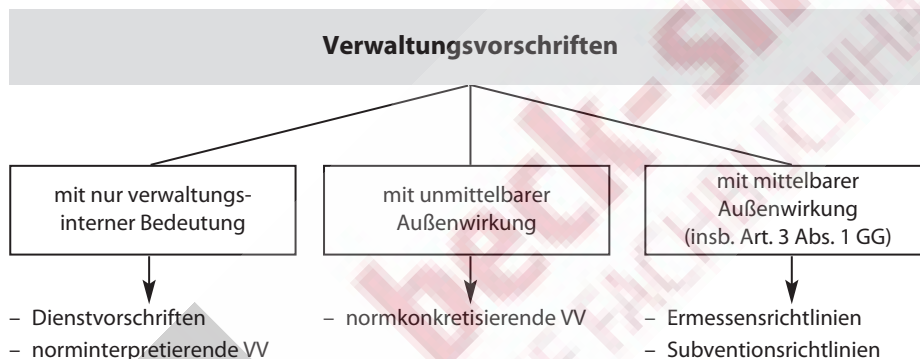 Verwaltungsvorschriften
mit nur verwaltungs-
interner Bedeutung
mit unmittelbarer
Außenwirkung
mit mittelbarer
Außenwirkung
(insb. Art. 3 Abs. 1 GG)
– Dienstvorschriften
– norminterpretierende VV
– normkonkretisierende VV
– Ermessensrichtlinien
– Subventionsrichtlinien